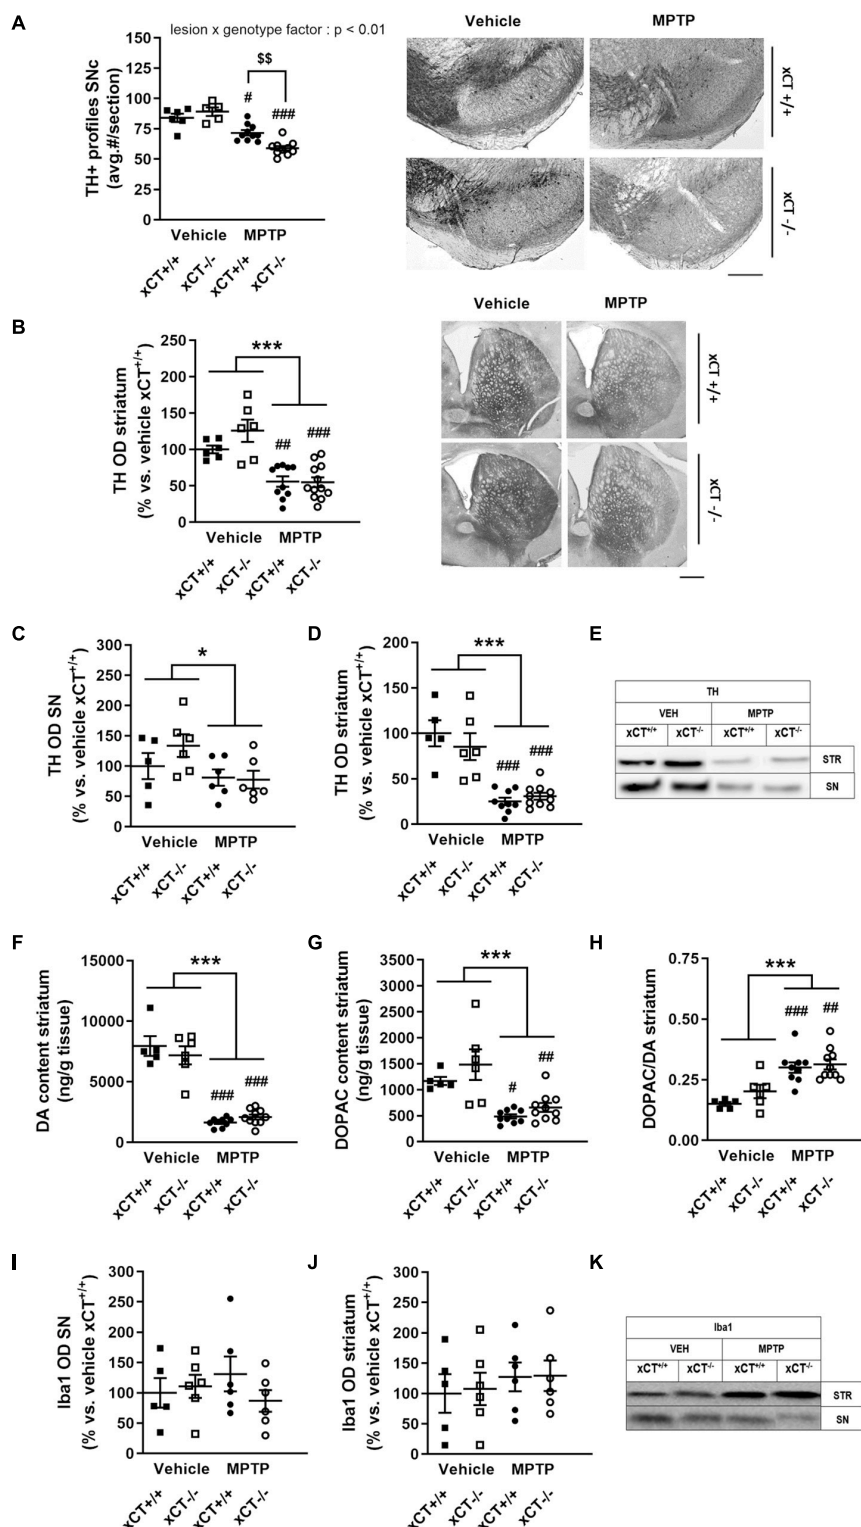 A
lesion x genotype factor : p < 0.01
TH+ profiles SNc
(avg.#/section)
150
125
100
75
50
25
0
$$
#
###
Vehicle MPTP
xCT+/+ xCT-/- xCT+/+ xCT-/-
Vehicle MPTP
xCT +/+
xCT -/-
B
TH OD striatum
(% vs. vehicle xCT+/+)
250
200
150
100
50
0
***
##
###
Vehicle MPTP
xCT+/+ xCT-/- xCT+/+ xCT-/-
Vehicle MPTP
xCT +/+
xCT -/-
C
TH OD SN
(% vs. vehicle xCT+/+)
300
250
200
150
100
50
0
*
Vehicle MPTP
xCT+/+ xCT-/- xCT+/+ xCT-/-
D
TH OD striatum
(% vs. vehicle xCT+/+)
200
150
100
50
0
***
###
###
Vehicle MPTP
xCT+/+ xCT-/- xCT+/+ xCT-/-
E
TH
VEH MPTP
xCT+/+ xCT-/- xCT+/+ xCT-/-
STR
SN
F
DA content striatum
(ng/g tissue)
15000
10000
5000
0
***
###
###
Vehicle MPTP
xCT+/+ xCT-/- xCT+/+ xCT-/-
G
DOPAC content striatum
(ng/g tissue)
3500
3000
2500
2000
1500
1000
500
0
***
#
##
Vehicle MPTP
xCT+/+ xCT-/- xCT+/+ xCT-/-
H
DOPAC/DA striatum
0.75
0.50
0.25
0.00
***
###
##
Vehicle MPTP
xCT+/+ xCT-/- xCT+/+ xCT-/-
I
Iba1 OD SN
(% vs. vehicle xCT+/+)
300
250
200
150
100
50
0
Vehicle MPTP
xCT+/+ xCT-/- xCT+/+ xCT-/-
J
Iba1 OD striatum
(% vs. vehicle xCT+/+)
300
250
200
150
100
50
0
Vehicle MPTP
xCT+/+ xCT-/- xCT+/+ xCT-/-
K
Iba1
VEH MPTP
xCT+/+ xCT-/- xCT+/+ xCT-/-
STR
SN